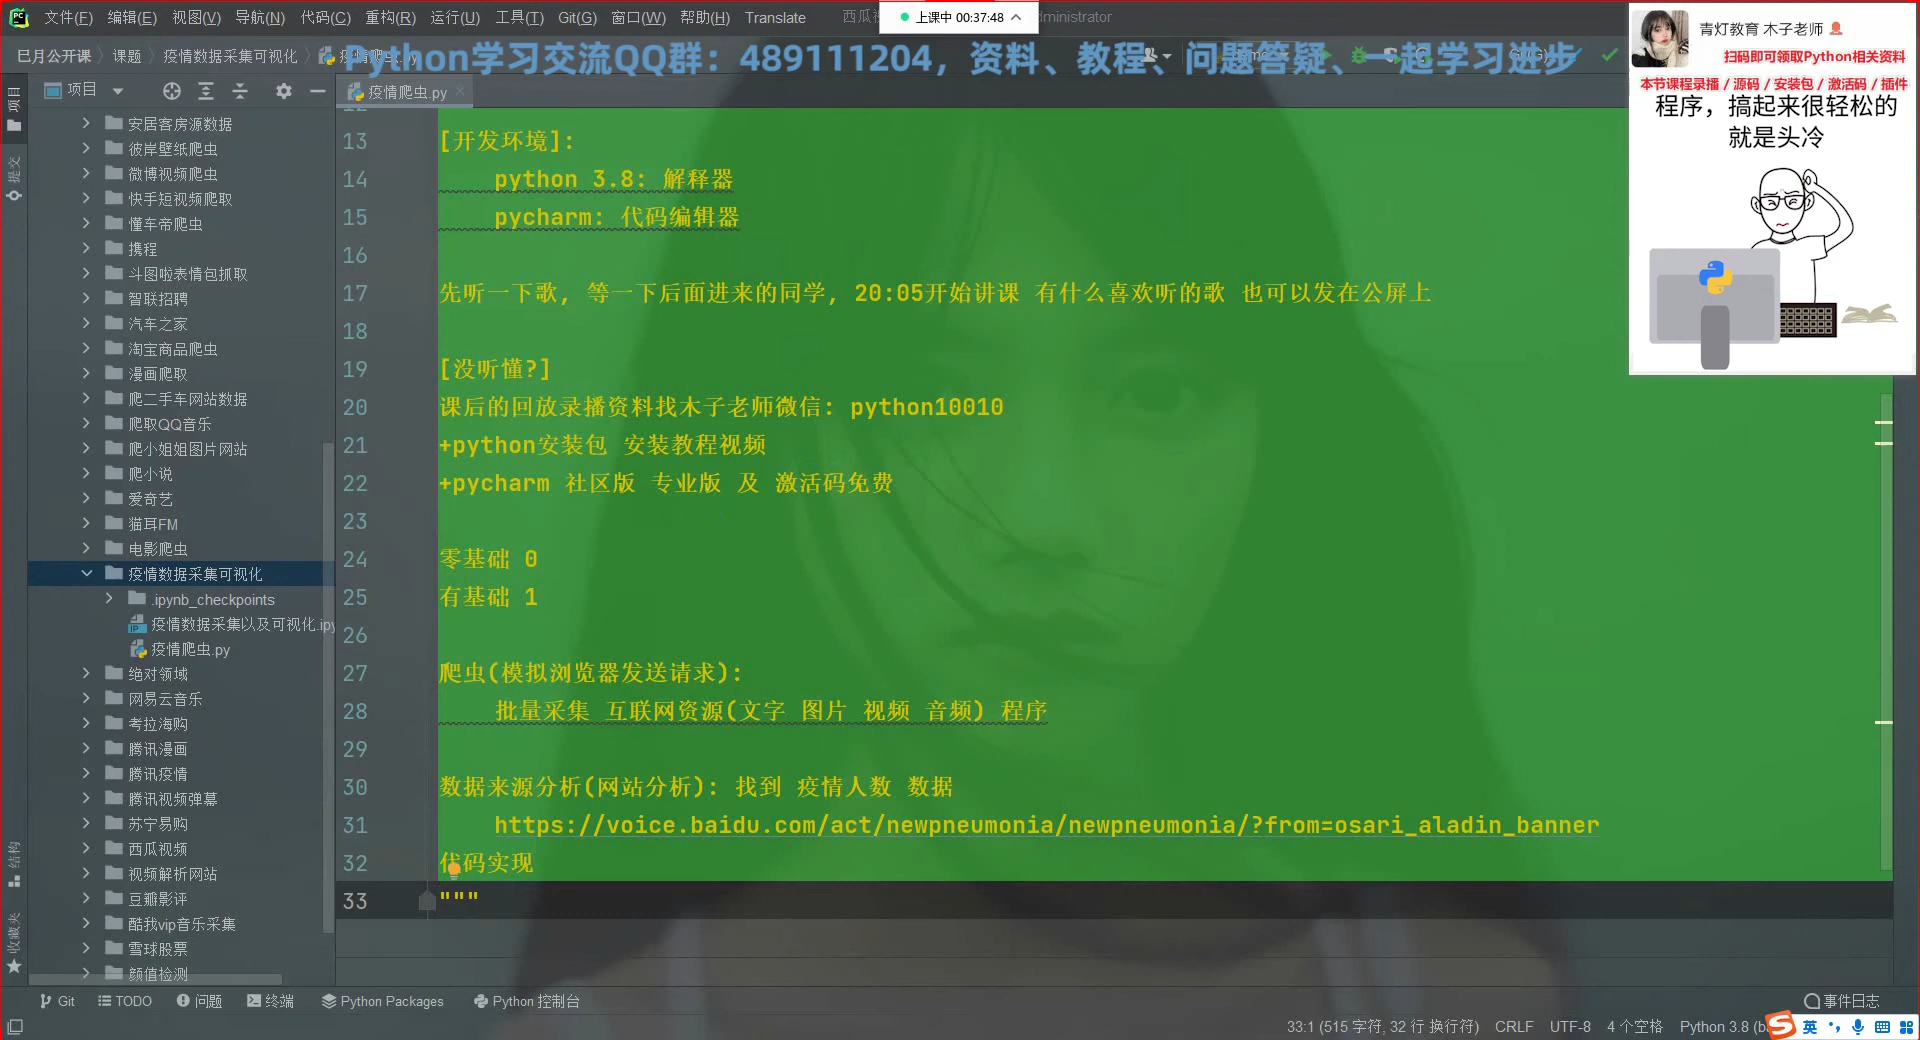 文件(F) 编辑(E) 视图(V) 导航(N) 代码(C) 重构(R) 运行(U) 工具(T) Git(G) 窗口(W) 帮助(H) Translate
上课中 00:37:48
dministrator
巳月公开课 课题 疫情数据采集可视化
Python学习交流QQ群：489111204，资料、教程、问题答疑、一起学习进步
青灯教育 木子老师
扫码即可领取Python相关资料
本节课程录播 / 源码 / 安装包 / 激活码 / 插件
程序，搞起来很轻松的
就是头冷
项目
疫情爬虫.py
项目
提交
结构
收藏夹
安居客房源数据
彼岸壁纸爬虫
微博视频爬虫
快手短视频爬取
懂车帝爬虫
携程
斗图啦表情包抓取
智联招聘
汽车之家
淘宝商品爬虫
漫画爬取
爬二手车网站数据
爬取QQ音乐
爬小姐姐图片网站
爬小说
爱奇艺
猫耳FM
电影爬虫
疫情数据采集可视化
.ipynb_checkpoints
疫情数据采集以及可视化.ipy
疫情爬虫.py
绝对领域
网易云音乐
考拉海购
腾讯漫画
腾讯疫情
腾讯视频弹幕
苏宁易购
西瓜视频
视频解析网站
豆瓣影评
酷我vip音乐采集
雪球股票
颜值检测
13 [开发环境]:
14 python 3.8: 解释器
15 pycharm: 代码编辑器
16
17 先听一下歌, 等一下后面进来的同学, 20:05开始讲课 有什么喜欢听的歌 也可以发在公屏上
18
19 [没听懂?]
20 课后的回放录播资料找木子老师微信: python10010
21 +python安装包 安装教程视频
22 +pycharm 社区版 专业版 及 激活码免费
23
24 零基础 0
25 有基础 1
26
27 爬虫(模拟浏览器发送请求):
28 批量采集 互联网资源(文字 图片 视频 音频) 程序
29
30 数据来源分析(网站分析): 找到 疫情人数 数据
31 https://voice.baidu.com/act/newpneumonia/newpneumonia/?from=osari_aladin_banner
32 代码实现
33 """
Git TODO 问题 终端 Python Packages Python 控制台 事件日志
33:1 (515 字符, 32 行 换行符) CRLF UTF-8 4 个空格 Python 3.8 (b
英